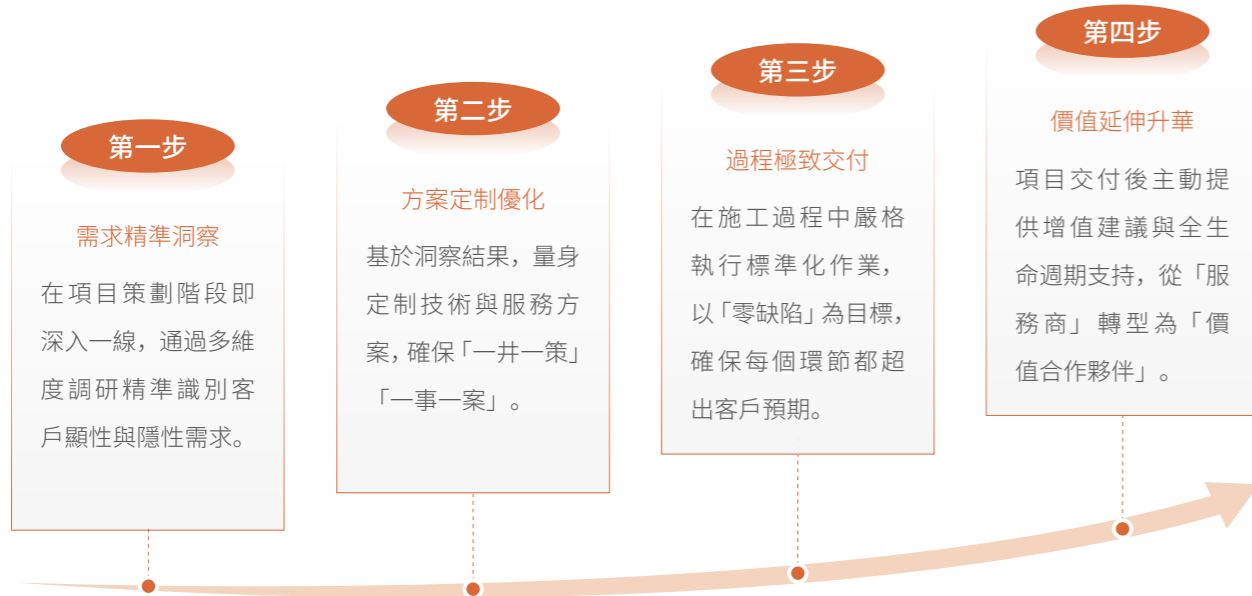 第一步
需求精準洞察
在項目策劃階段即
深入一線，通過多維
度調研精準識別客
戶顯性與隱性需求。
第二步
方案定制優化
基於洞察結果，量身
定制技術與服務方
案，確保「一井一策」
「一事一案」。
第三步
過程極致交付
在施工過程中嚴格
執行標準化作業，
以「零缺陷」為目標，
確保每個環節都超
出客戶預期。
第四步
價值延伸升華
項目交付後主動提
供增值建議與全生
命週期支持，從「服
務商」轉型為「價
值合作夥伴」。